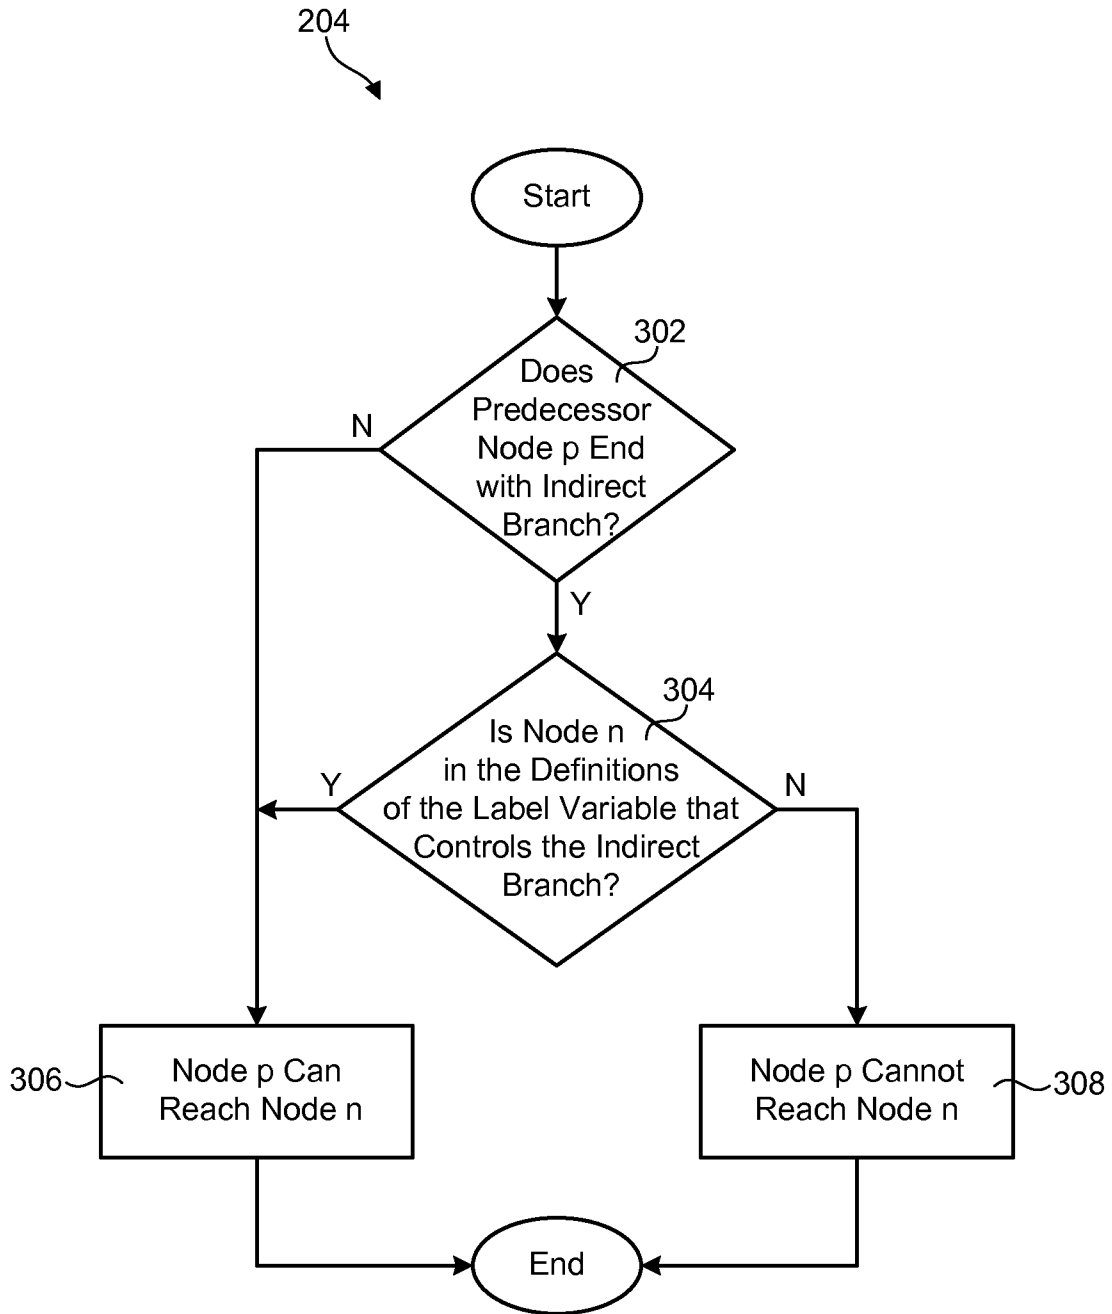 204
Start
302
Does
Predecessor
Node p End
with Indirect
Branch?
N
Y
304
Is Node n
in the Definitions
of the Label Variable that
Controls the Indirect
Branch?
Y
N
306
Node p Can
Reach Node n
Node p Cannot
Reach Node n
308
End